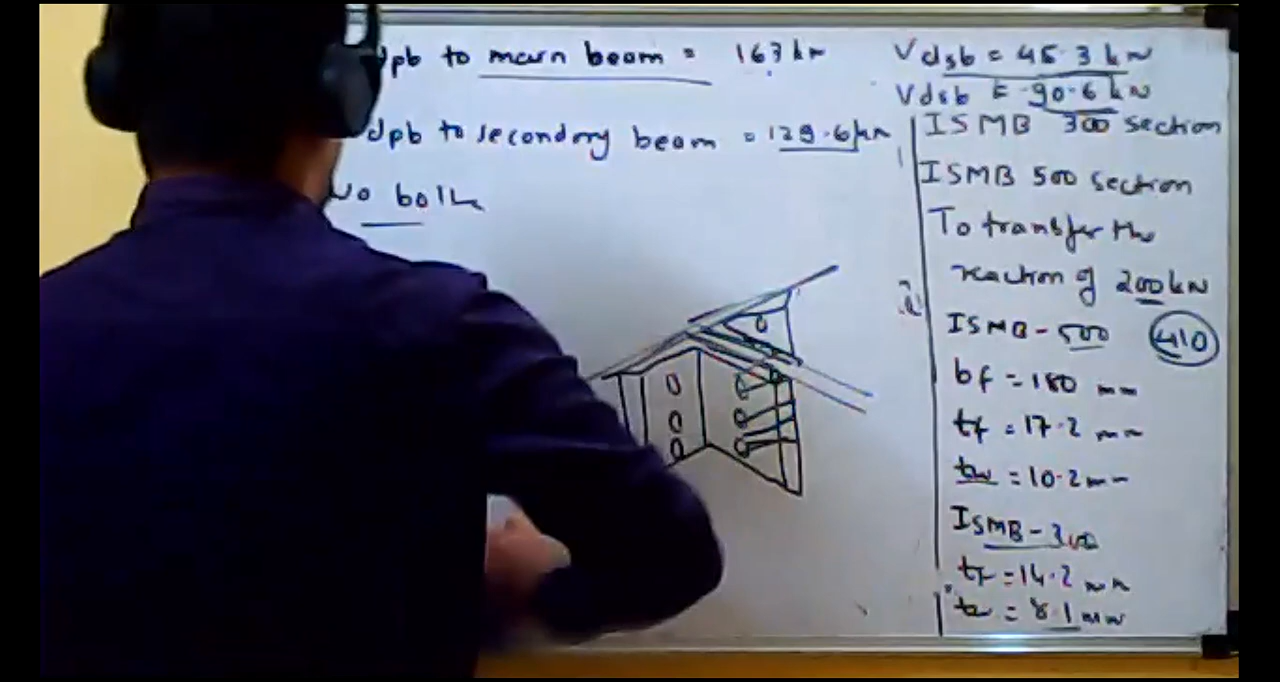 dpb to main beam = 163 kN
dpb to secondary beam = 129.6 kN
No bolts
Vdsb = 45.3 kN
Vdsb = 90.6 kN
ISMB 300 section
ISMB 500 section
To transfer the
reaction of 200 kN
ISMB - 500 410
bf = 180 mm
tf = 17.2 mm
tw = 10.2 mm
ISMB - 300
tf = 14.2 mm
tw = 8.1 mm